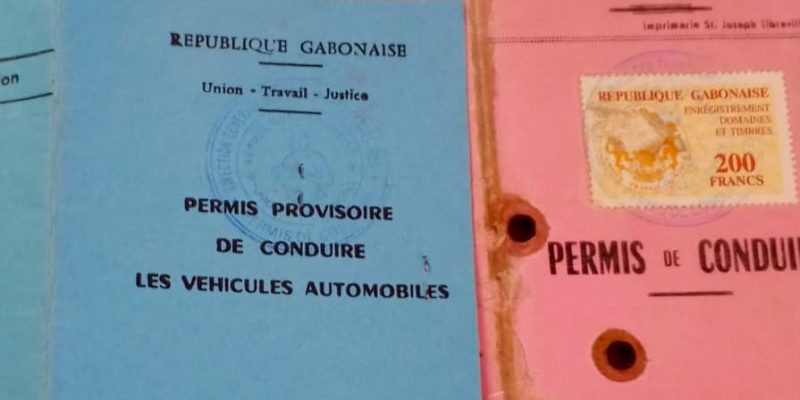 on
REPUBLIQUE GABONAISE
Union - Travail - Justice
PERMIS PROVISOIRE
DE CONDUIRE
LES VEHICULES AUTOMOBILES
Imprimerie St. Joseph Librevil
REPUBLIQUE GABONAISE
ENREGISTREMENT
DOMAINES
ET TIMBRES
200
FRANCS
PERMIS DE CONDUI